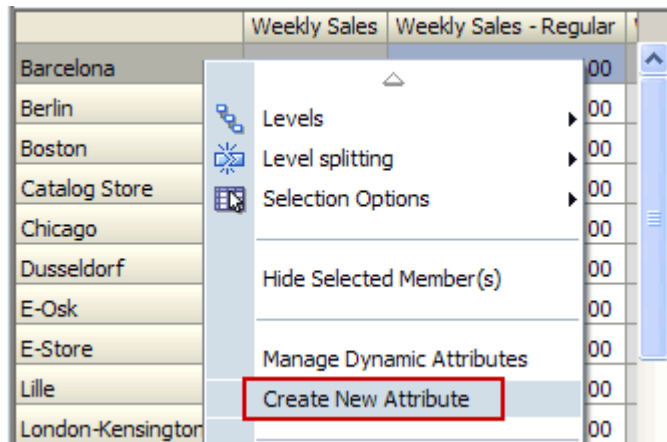 Weekly Sales Weekly Sales - Regular
Barcelona 00
Berlin Levels 00
Boston Level splitting 00
Catalog Store Selection Options 00
Chicago 00
Dusseldorf Hide Selected Member(s) 00
E-Osk 00
E-Store Manage Dynamic Attributes 00
Lille Create New Attribute 00
London-Kensington 00